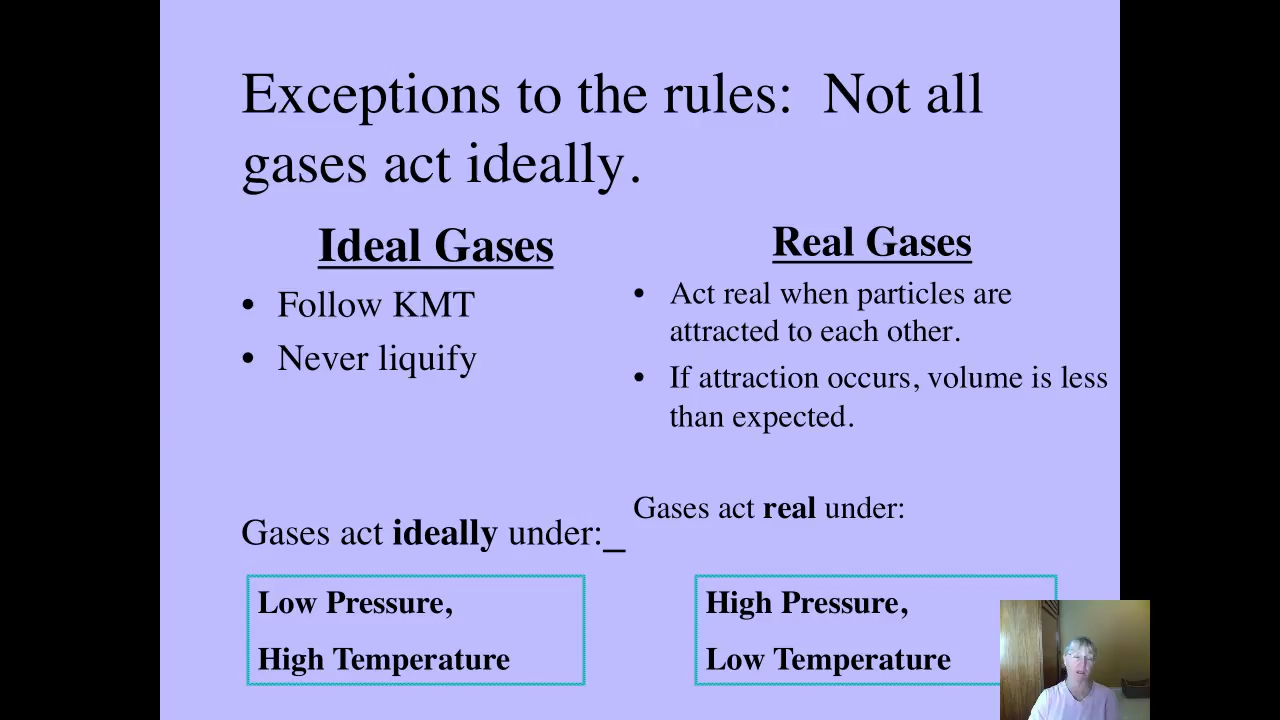 Exceptions to the rules:  Not all
gases act ideally.
Ideal Gases
• Follow KMT
• Never liquify
Gases act ideally under:_
Low Pressure,
High Temperature
Real Gases
• Act real when particles are
attracted to each other.
• If attraction occurs, volume is less
than expected.
Gases act real under:
High Pressure,
Low Temperature